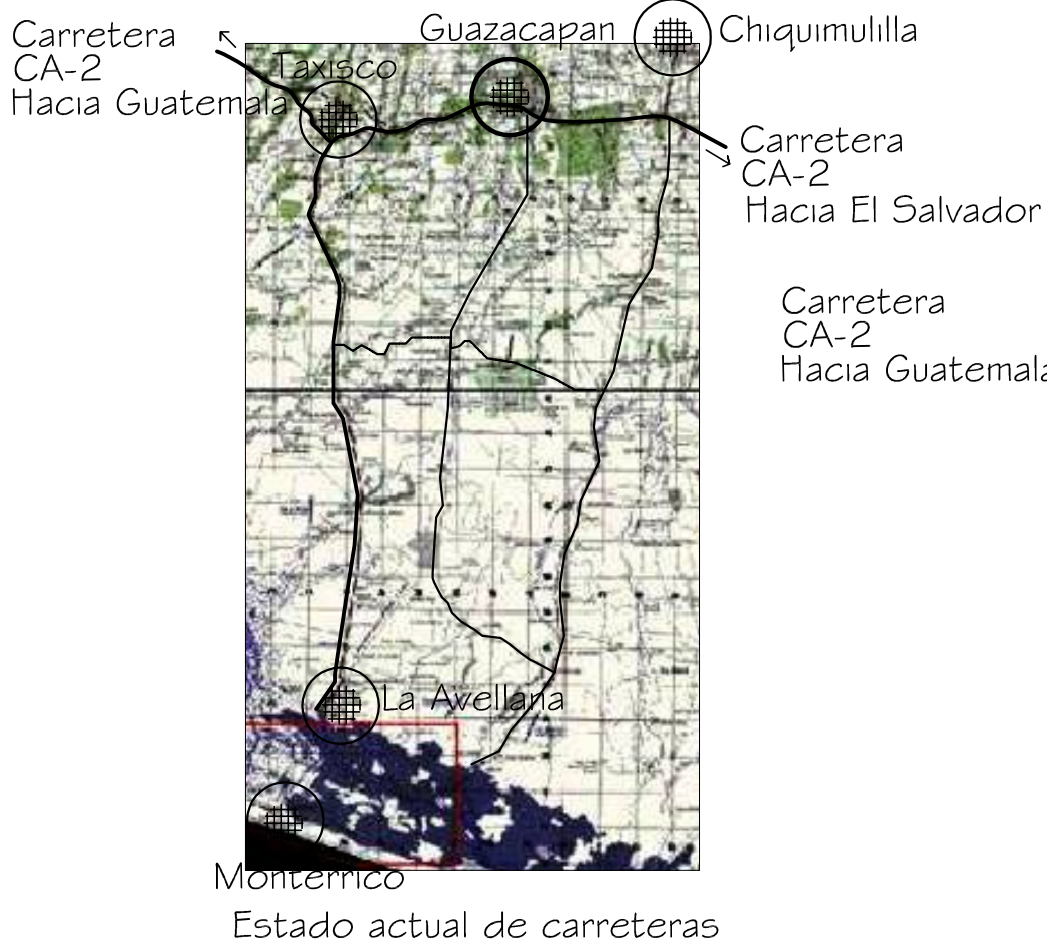 Carretera
CA-2
Hacia Guatemala
Taxisco
Guazacapan
Chiquimulilla
Carretera
CA-2
Hacia El Salvador
Carretera
CA-2
Hacia Guatemala
La Avellana
Monterrico
Estado actual de carreteras